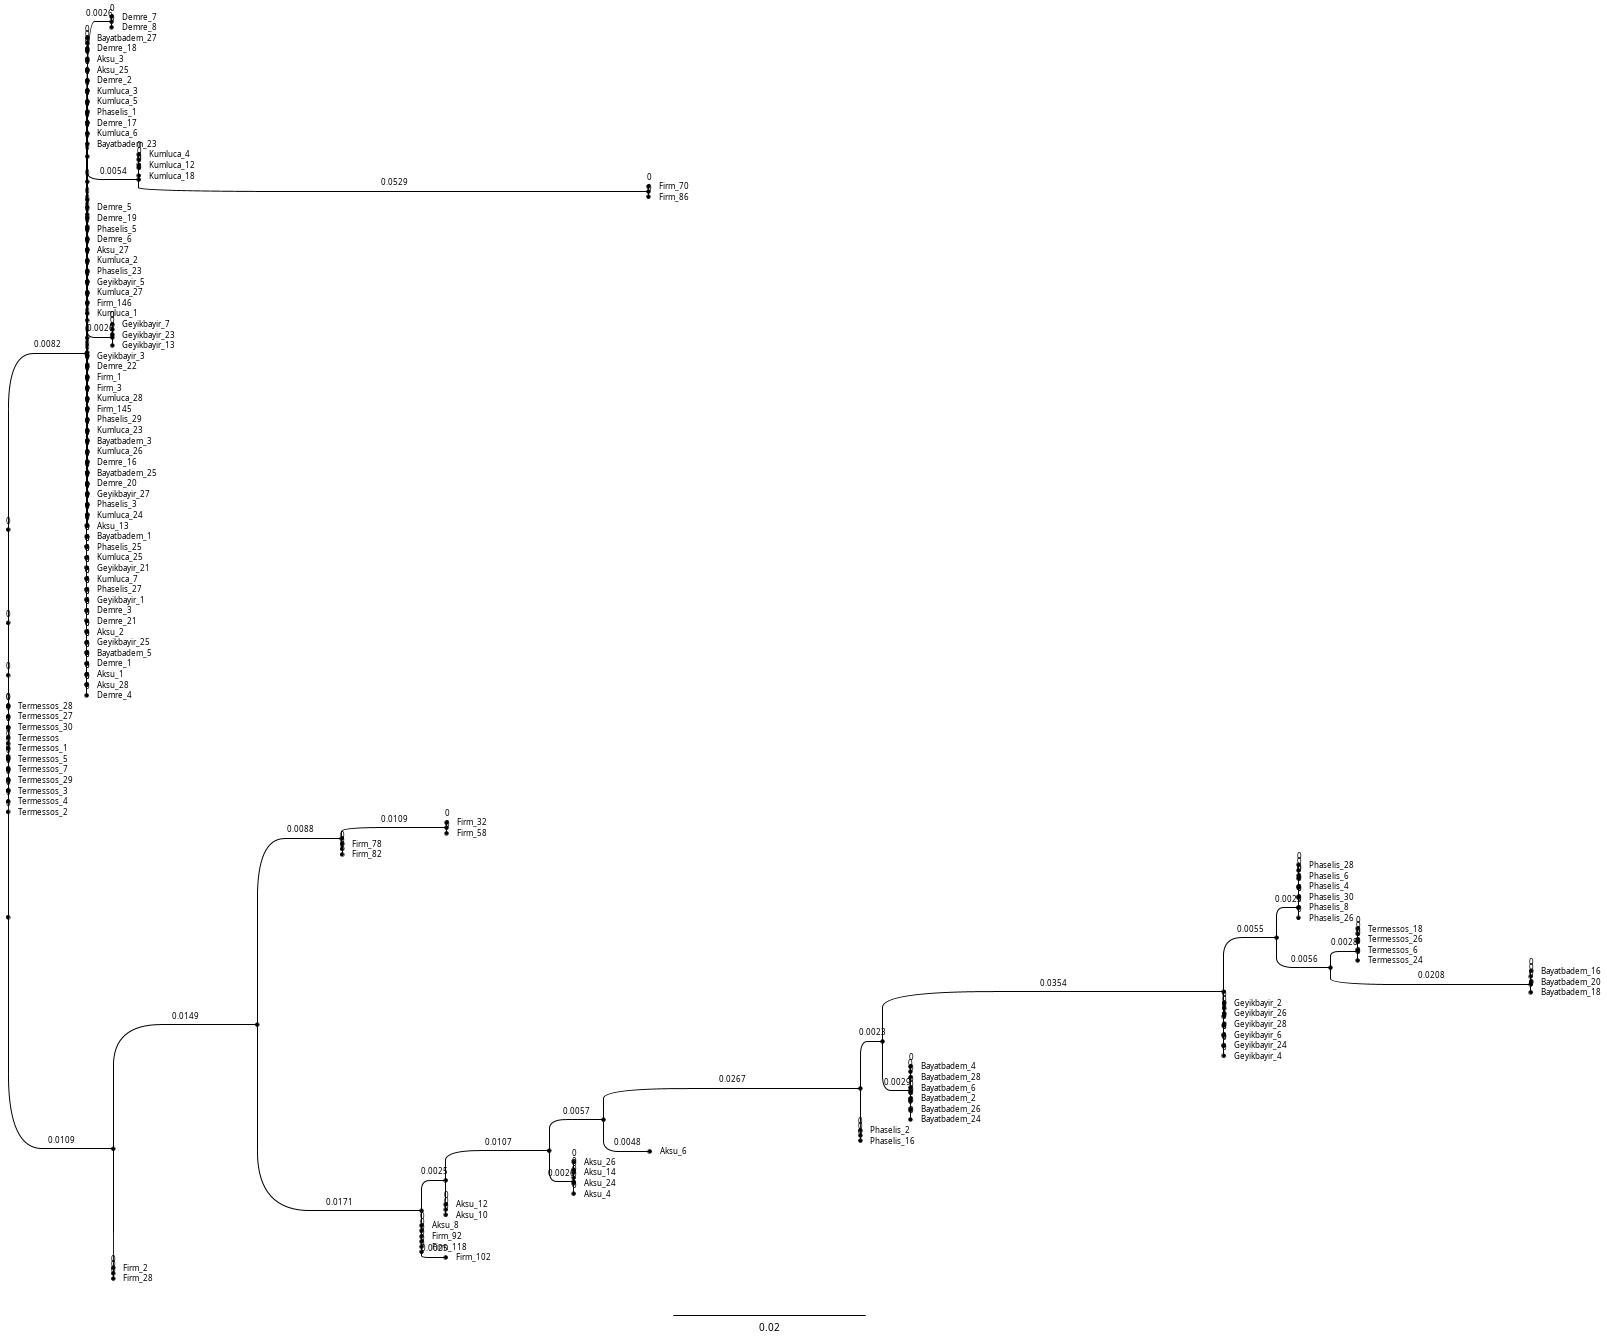 0
0.0026
Demre_7
Demre_8
0
Bayatbadem_27
Demre_18
Aksu_3
Aksu_25
Demre_2
Kumluca_3
Kumluca_5
Phaselis_1
Demre_17
Kumluca_6
Bayatbadem_23
Kumluca_4
Kumluca_12
0.0054
Kumluca_18
0.0529
0
Firm_70
Firm_86
Demre_5
Demre_19
Phaselis_5
Demre_6
Aksu_27
Kumluca_2
Phaselis_23
Geyikbayir_5
Kumluca_27
Firm_146
Kumluca_1
Geyikbayir_7
Geyikbayir_23
Geyikbayir_13
0.0082
Geyikbayir_3
Demre_22
Firm_1
Firm_3
Kumluca_28
Firm_145
Phaselis_29
Kumluca_23
Bayatbadem_3
Kumluca_26
Demre_16
Bayatbadem_25
Demre_20
Geyikbayir_27
Phaselis_3
Kumluca_24
0
Aksu_13
Bayatbadem_1
Phaselis_25
Kumluca_25
Geyikbayir_21
Kumluca_7
Phaselis_27
Geyikbayir_1
Demre_3
0
Demre_21
Aksu_2
Geyikbayir_25
Bayatbadem_5
Demre_1
0
Aksu_1
Aksu_28
Demre_4
0
Termessos_28
Termessos_27
Termessos_30
Termessos
Termessos_1
Termessos_5
Termessos_7
Termessos_29
Termessos_3
Termessos_4
Termessos_2
0.0088
0.0109
0
Firm_32
Firm_58
Firm_78
Firm_82
0
Phaselis_28
Phaselis_6
Phaselis_4
Phaselis_30
Phaselis_8
Phaselis_26
0
0.0055
Termessos_18
Termessos_26
Termessos_6
Termessos_24
0.0028
0.0056
0
0.0208
Bayatbadem_16
Bayatbadem_20
Bayatbadem_18
0.0354
Geyikbayir_2
Geyikbayir_26
Geyikbayir_28
Geyikbayir_6
Geyikbayir_24
Geyikbayir_4
0.0149
0.0023
0
Bayatbadem_4
Bayatbadem_28
Bayatbadem_6
Bayatbadem_2
Bayatbadem_26
Bayatbadem_24
0.0029
0.0267
Phaselis_2
Phaselis_16
0.0057
0.0048
Aksu_6
0.0109
0.0107
0
Aksu_26
Aksu_14
Aksu_24
Aksu_4
0.0025
0.0171
0
Aksu_12
Aksu_10
Aksu_8
Firm_92
Firm_118
Firm_102
0
Firm_2
Firm_28
0.02